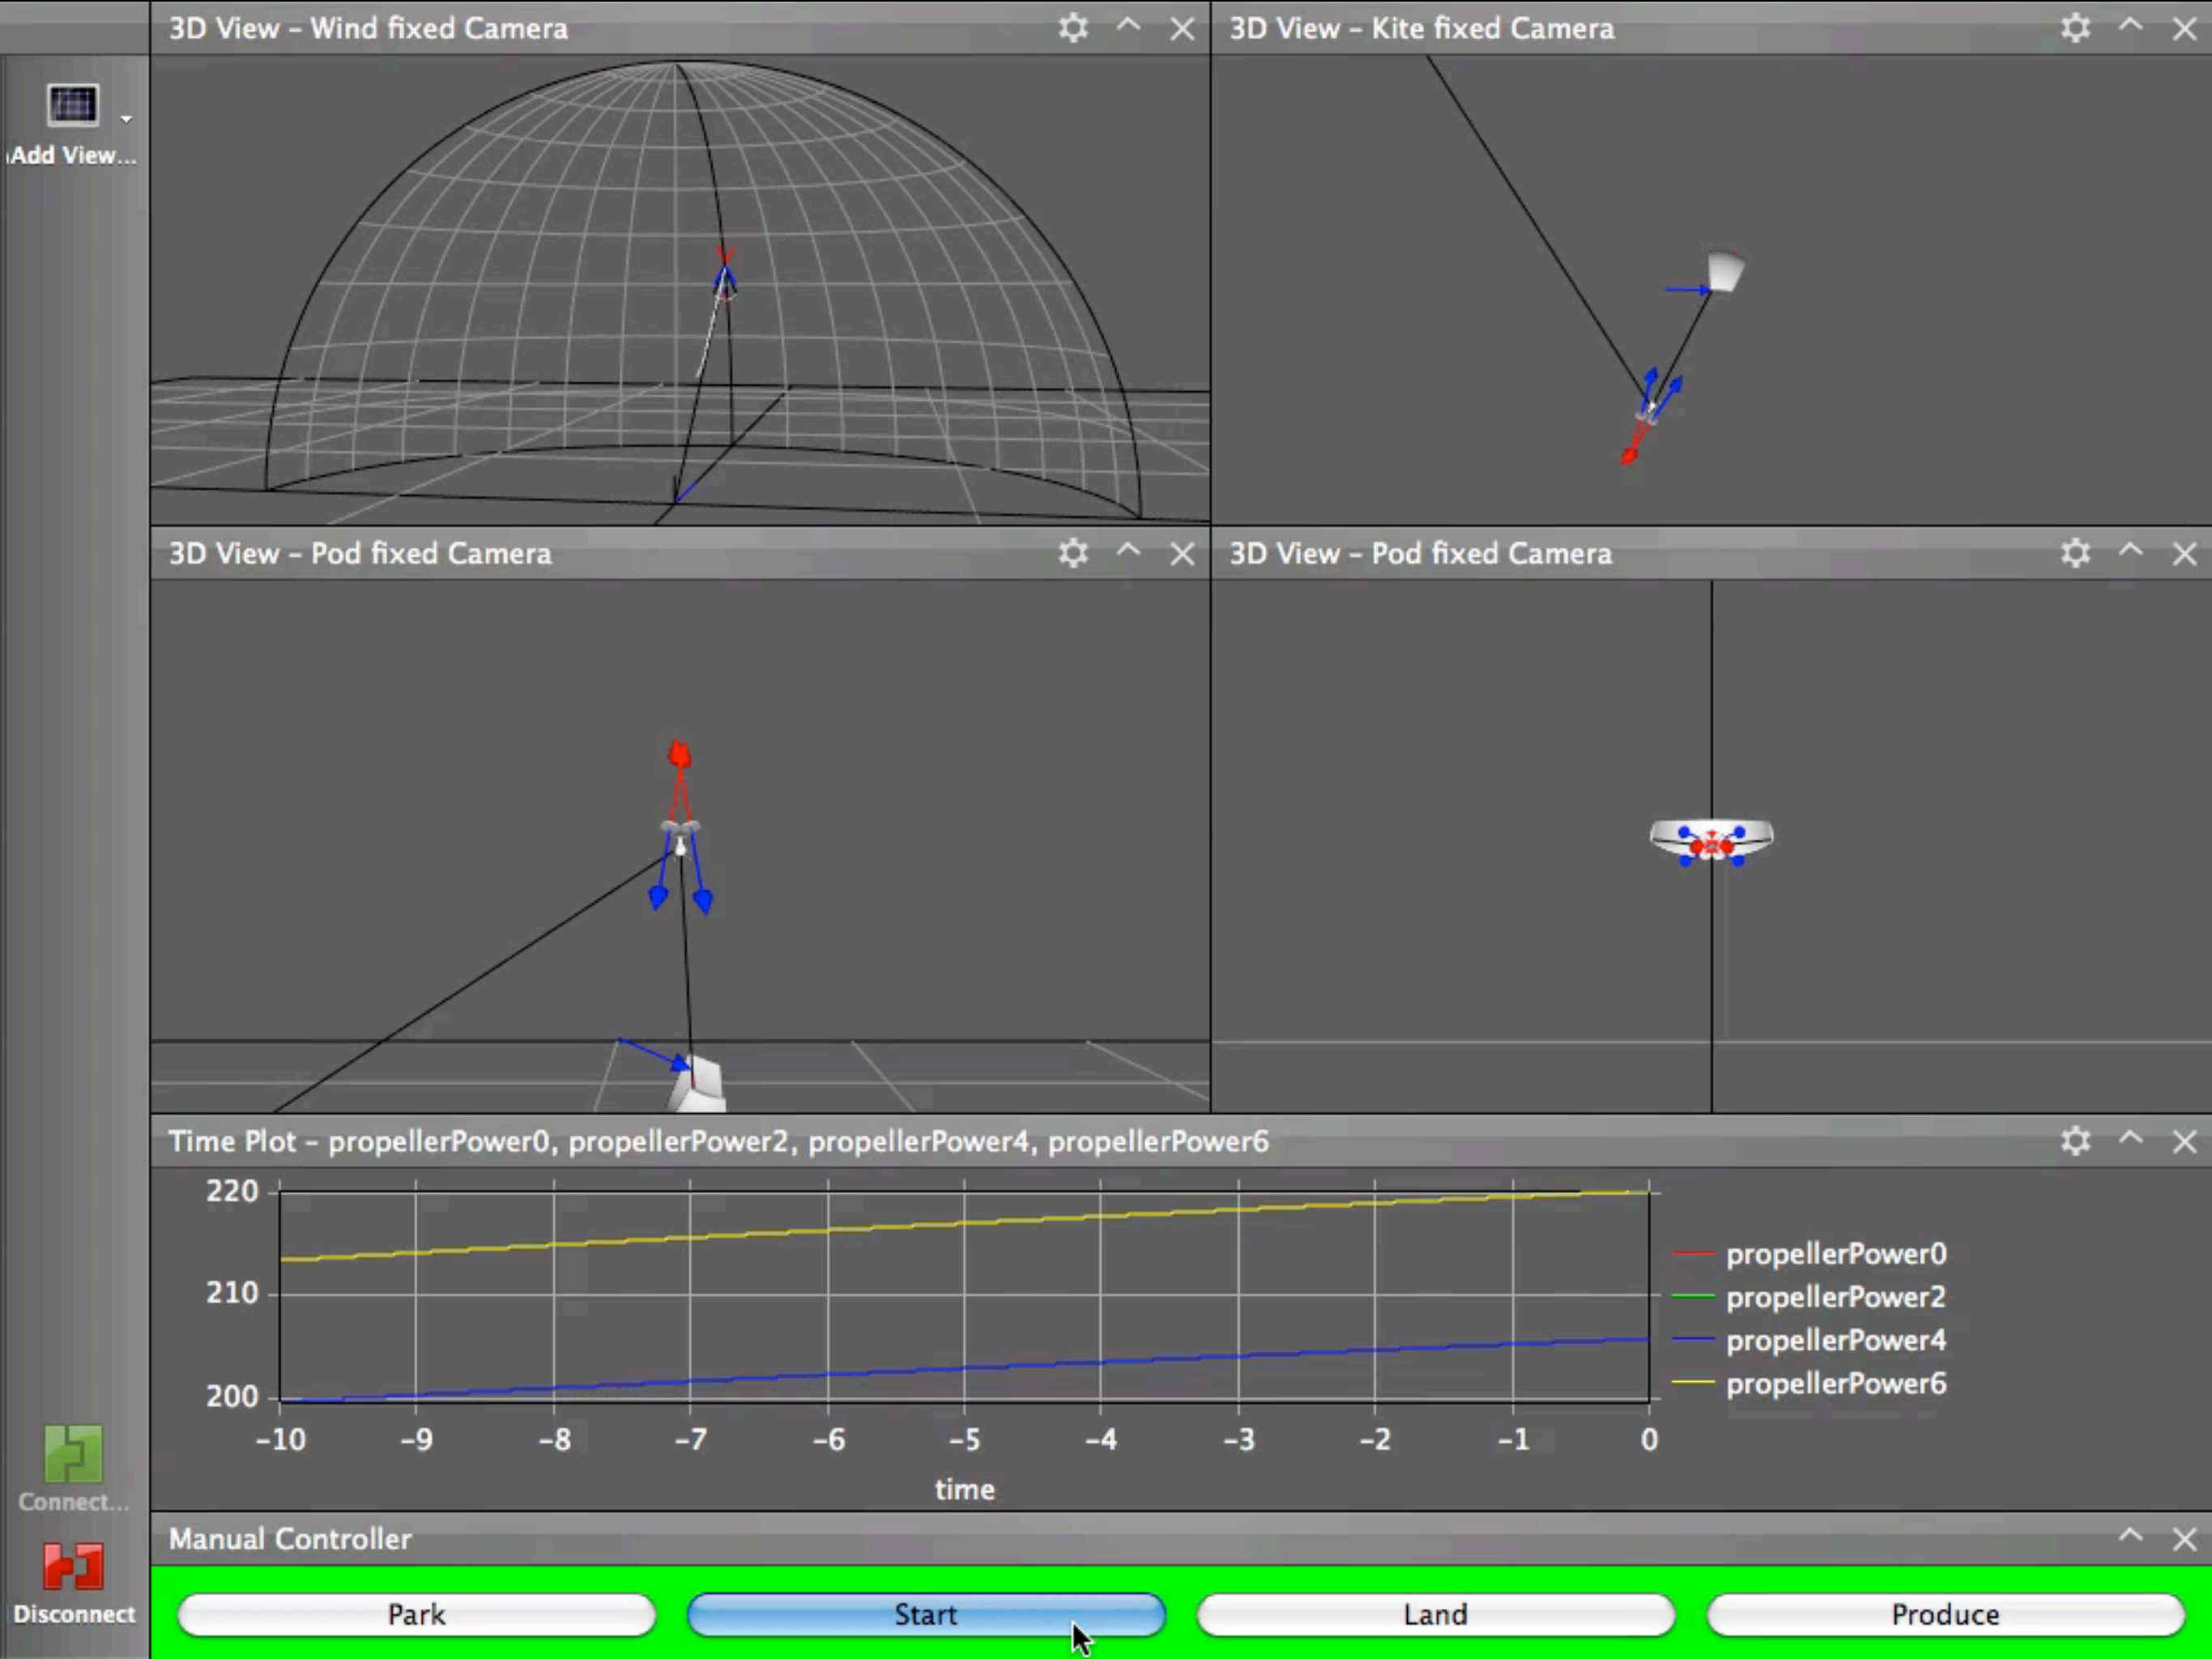 3D View – Wind fixed Camera
3D View – Kite fixed Camera
Add View...
3D View – Pod fixed Camera
3D View – Pod fixed Camera
Time Plot – propellerPower0, propellerPower2, propellerPower4, propellerPower6
220
210
200
-10 -9 -8 -7 -6 -5 -4 -3 -2 -1 0
time
propellerPower0
propellerPower2
propellerPower4
propellerPower6
Connect...
Disconnect
Manual Controller
Park Start Land Produce